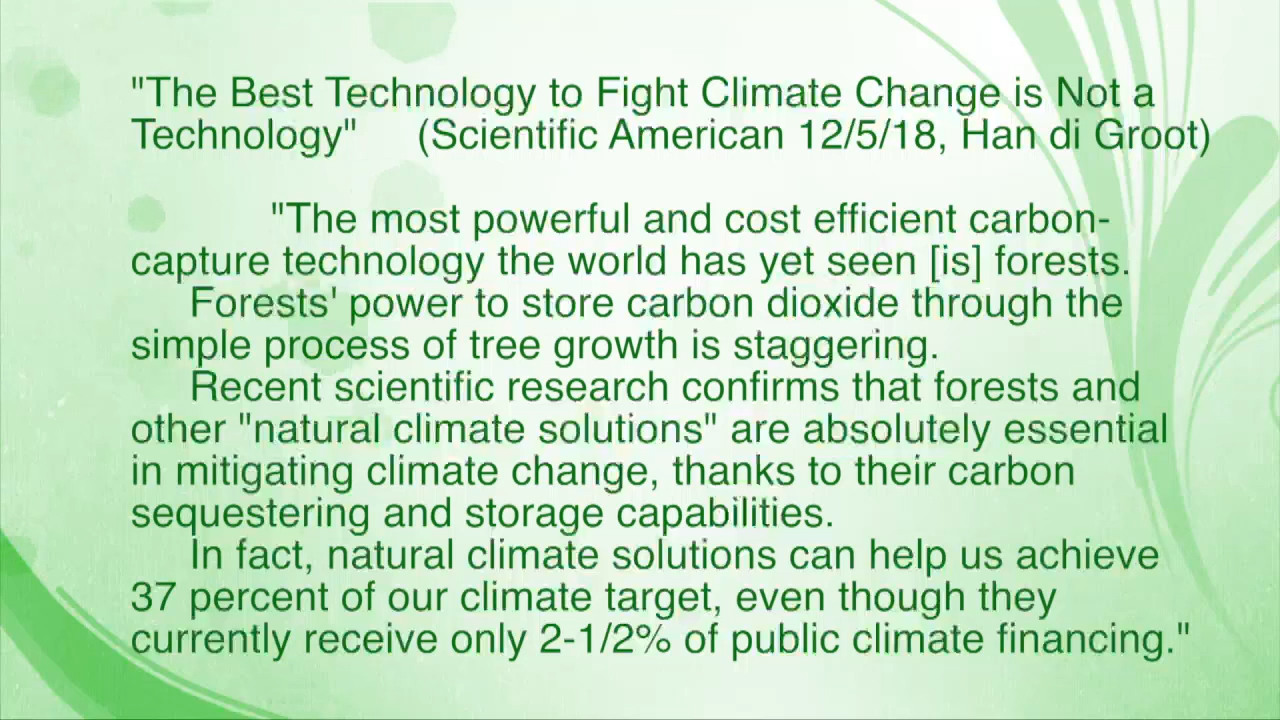 "The Best Technology to Fight Climate Change is Not a
Technology" (Scientific American 12/5/18, Han di Groot)
"The most powerful and cost efficient carbon-
capture technology the world has yet seen [is] forests.
Forests' power to store carbon dioxide through the
simple process of tree growth is staggering.
Recent scientific research confirms that forests and
other "natural climate solutions" are absolutely essential
in mitigating climate change, thanks to their carbon
sequestering and storage capabilities.
In fact, natural climate solutions can help us achieve
37 percent of our climate target, even though they
currently receive only 2-1/2% of public climate financing."